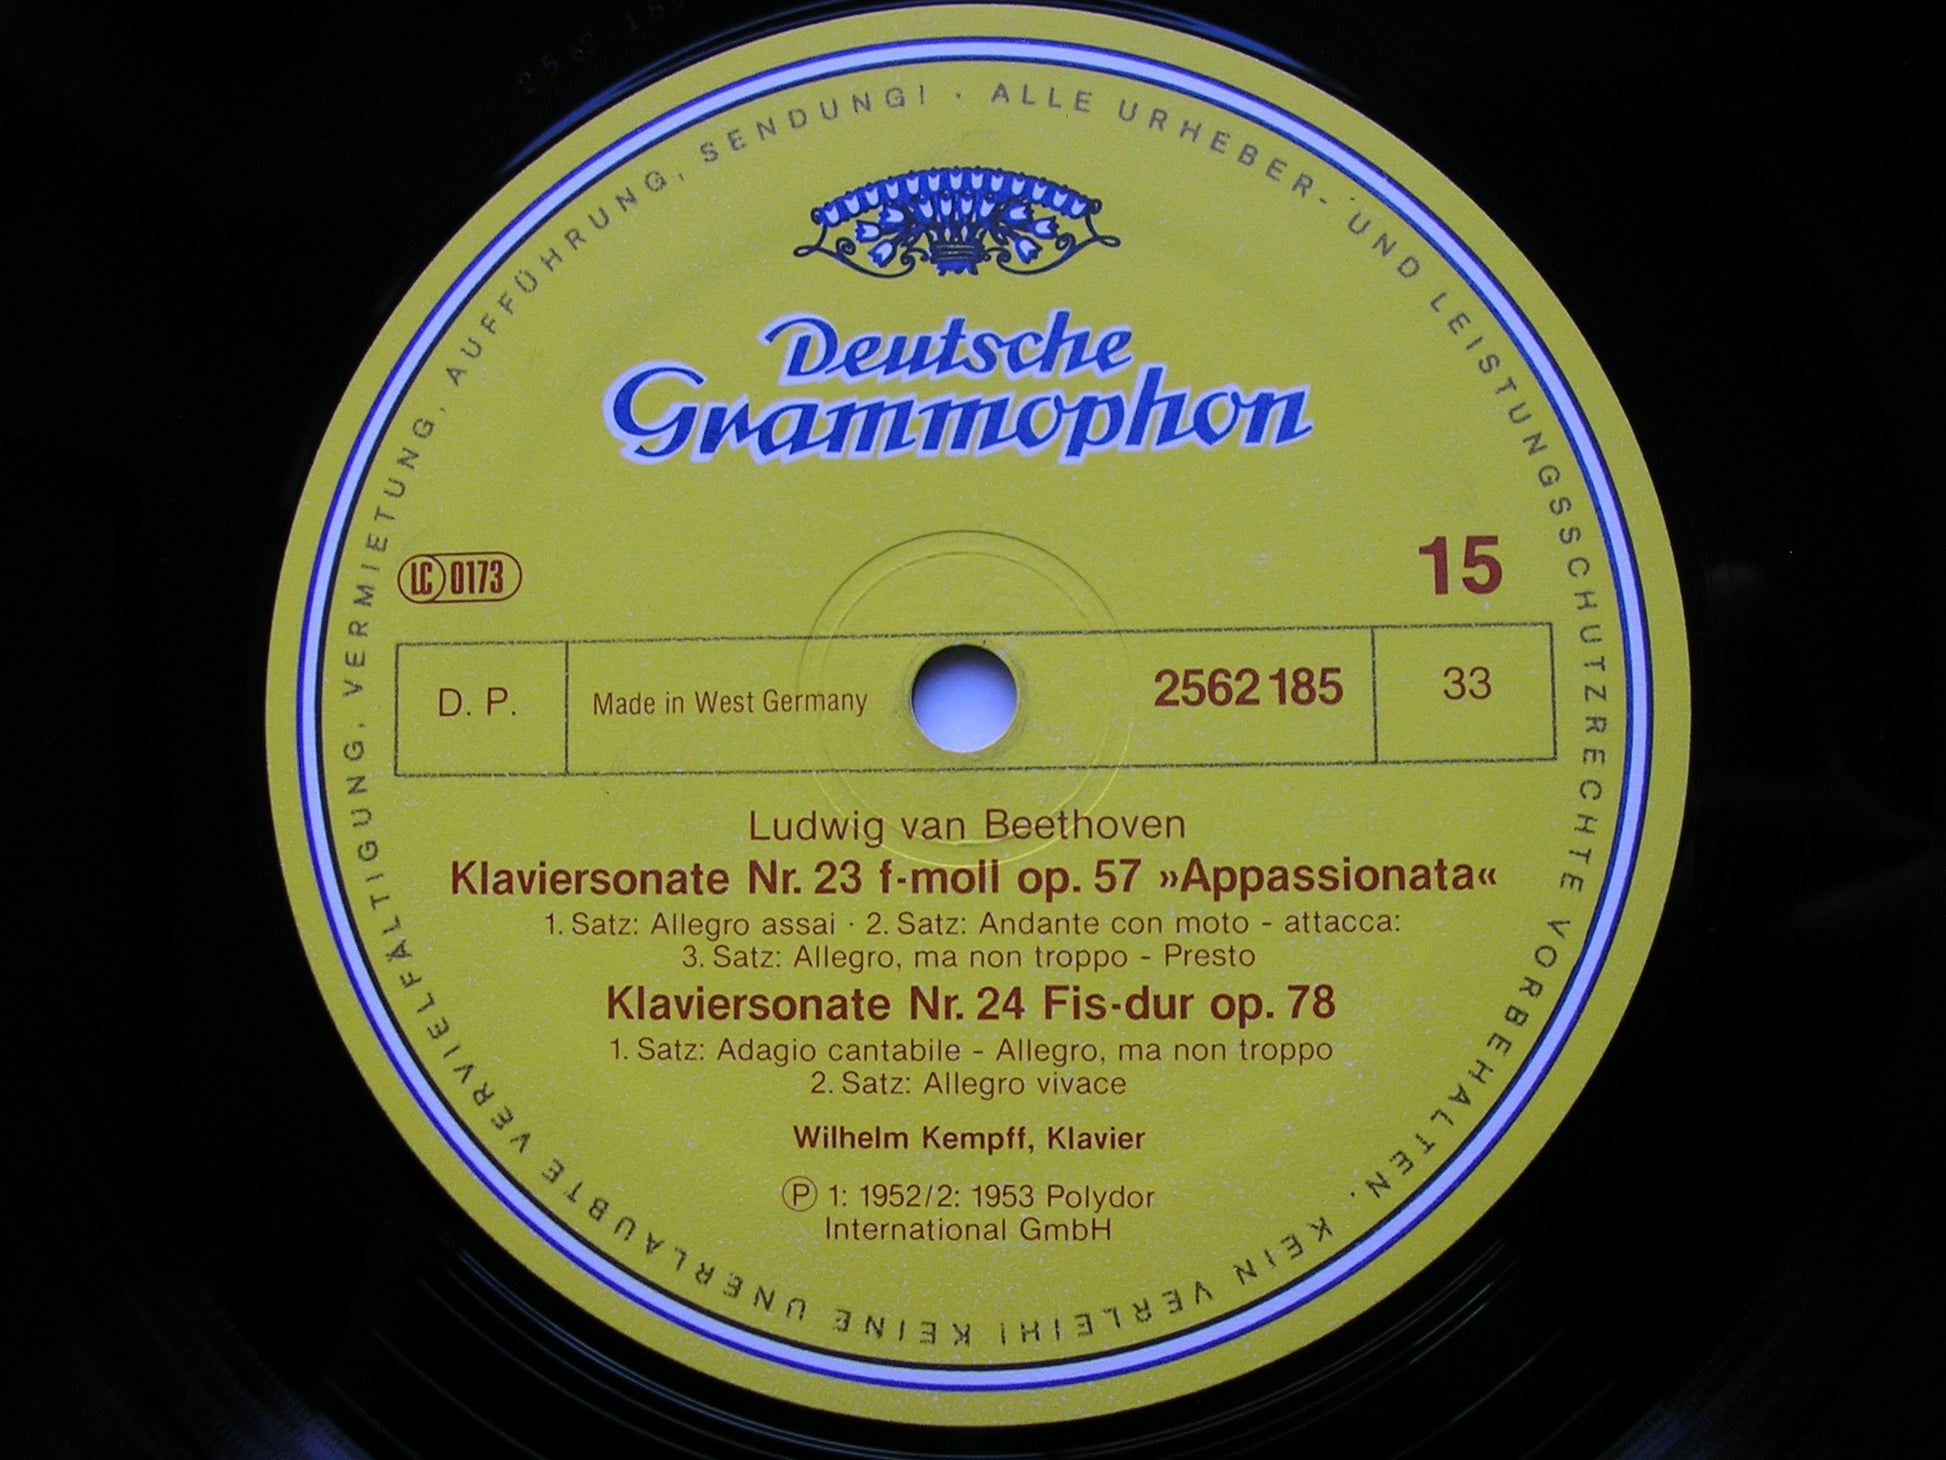 ALLE URHEBER- UND LEISTUNGSSCHUTZRECHTE VORBEHALTEN. KEIN VERLEIH! KEINE UNERLAUBTE VERVIELFÄLTIGUNG, VERMIETUNG, AUFFÜHRUNG, SENDUNG! ·
Deutsche
Grammophon
LC 0173
15
D. P.
Made in West Germany
2562 185
33
Ludwig van Beethoven
Klaviersonate Nr. 23 f-moll op. 57 »Appassionata«
1. Satz: Allegro assai · 2. Satz: Andante con moto - attacca:
3. Satz: Allegro, ma non troppo - Presto
Klaviersonate Nr. 24 Fis-dur op. 78
1. Satz: Adagio cantabile - Allegro, ma non troppo
2. Satz: Allegro vivace
Wilhelm Kempff, Klavier
Ⓟ 1: 1952/2: 1953 Polydor
International GmbH